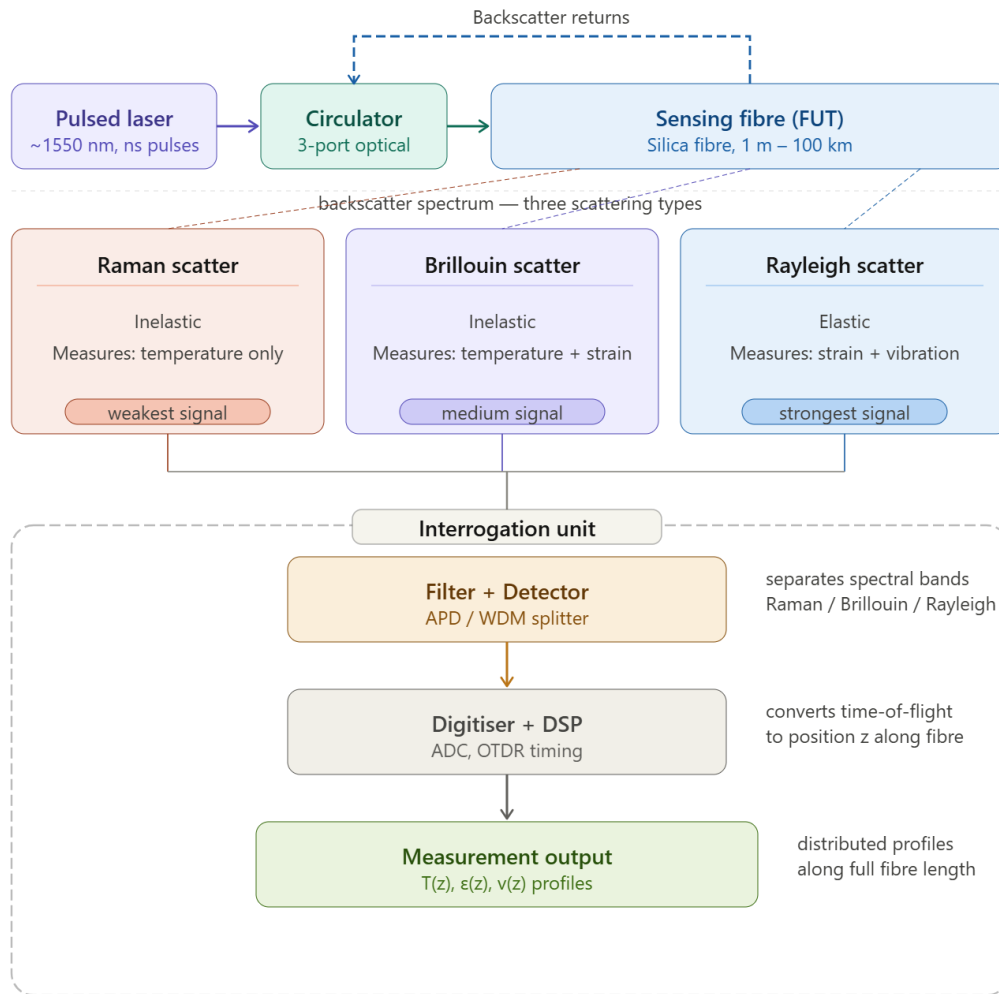 Backscatter returns
Pulsed laser
~1550 nm, ns pulses
Circulator
3-port optical
Sensing fibre (FUT)
Silica fibre, 1 m – 100 km
backscatter spectrum — three scattering types
Raman scatter
Inelastic
Measures: temperature only
weakest signal
Brillouin scatter
Inelastic
Measures: temperature + strain
medium signal
Rayleigh scatter
Elastic
Measures: strain + vibration
strongest signal
Interrogation unit
Filter + Detector
APD / WDM splitter
separates spectral bands
Raman / Brillouin / Rayleigh
Digitiser + DSP
ADC, OTDR timing
converts time-of-flight
to position z along fibre
Measurement output
T(z), ε(z), v(z) profiles
distributed profiles
along full fibre length